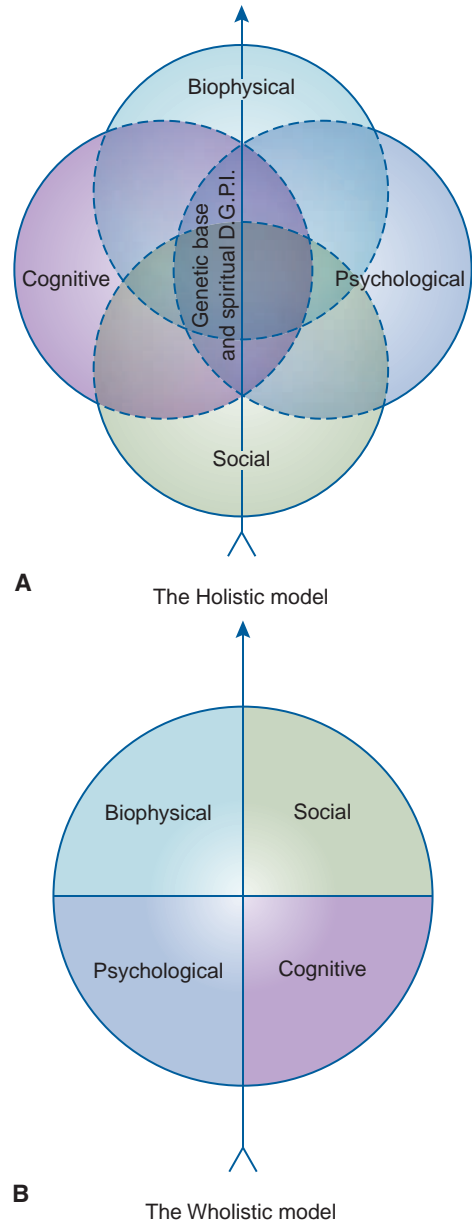 Biophysical
Cognitive
Genetic base
and spiritual D.G.P.I.
Psychological
Social
A
The Holistic model
Biophysical
Social
Psychological
Cognitive
B
The Wholistic model